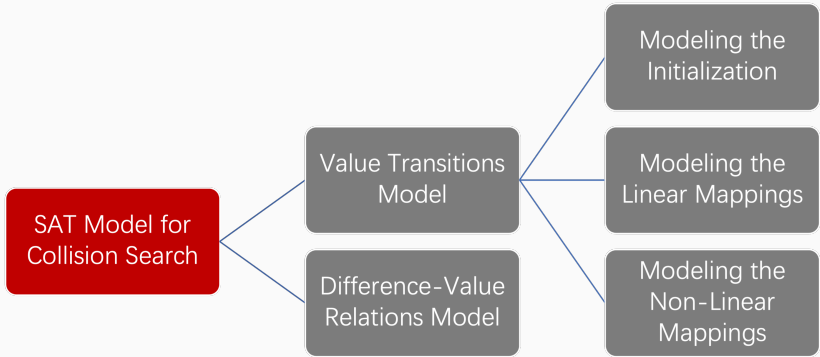 SAT Model for
Collision Search
Value Transitions
Model
Difference-Value
Relations Model
Modeling the
Initialization
Modeling the
Linear Mappings
Modeling the
Non-Linear
Mappings